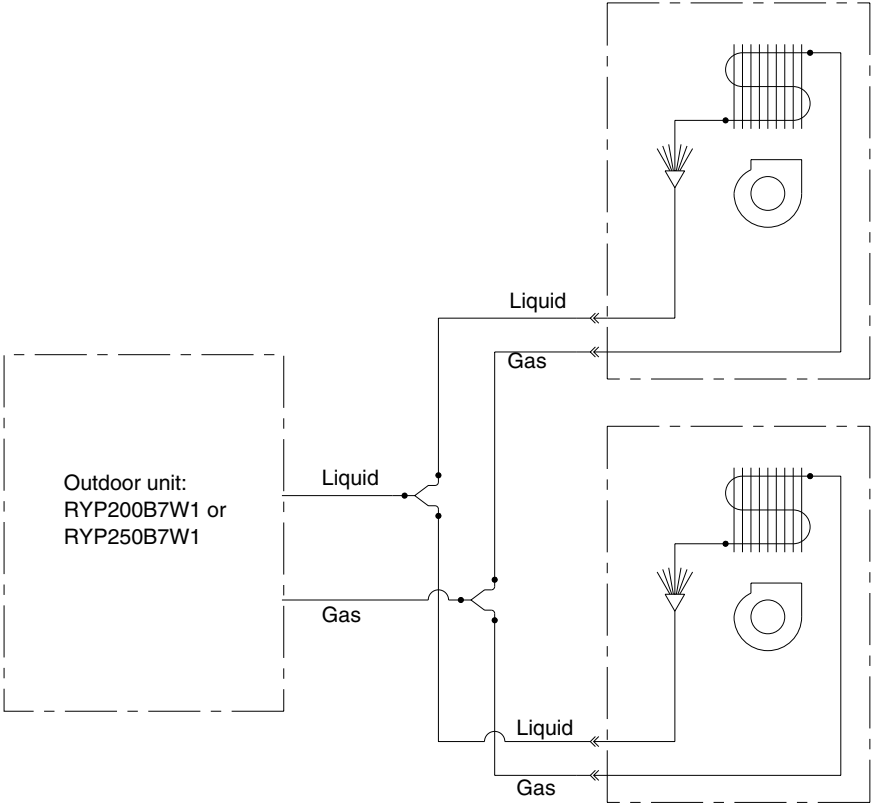 Liquid
Gas
Outdoor unit:
RYP200B7W1 or
RYP250B7W1
Liquid
Gas
Liquid
Gas